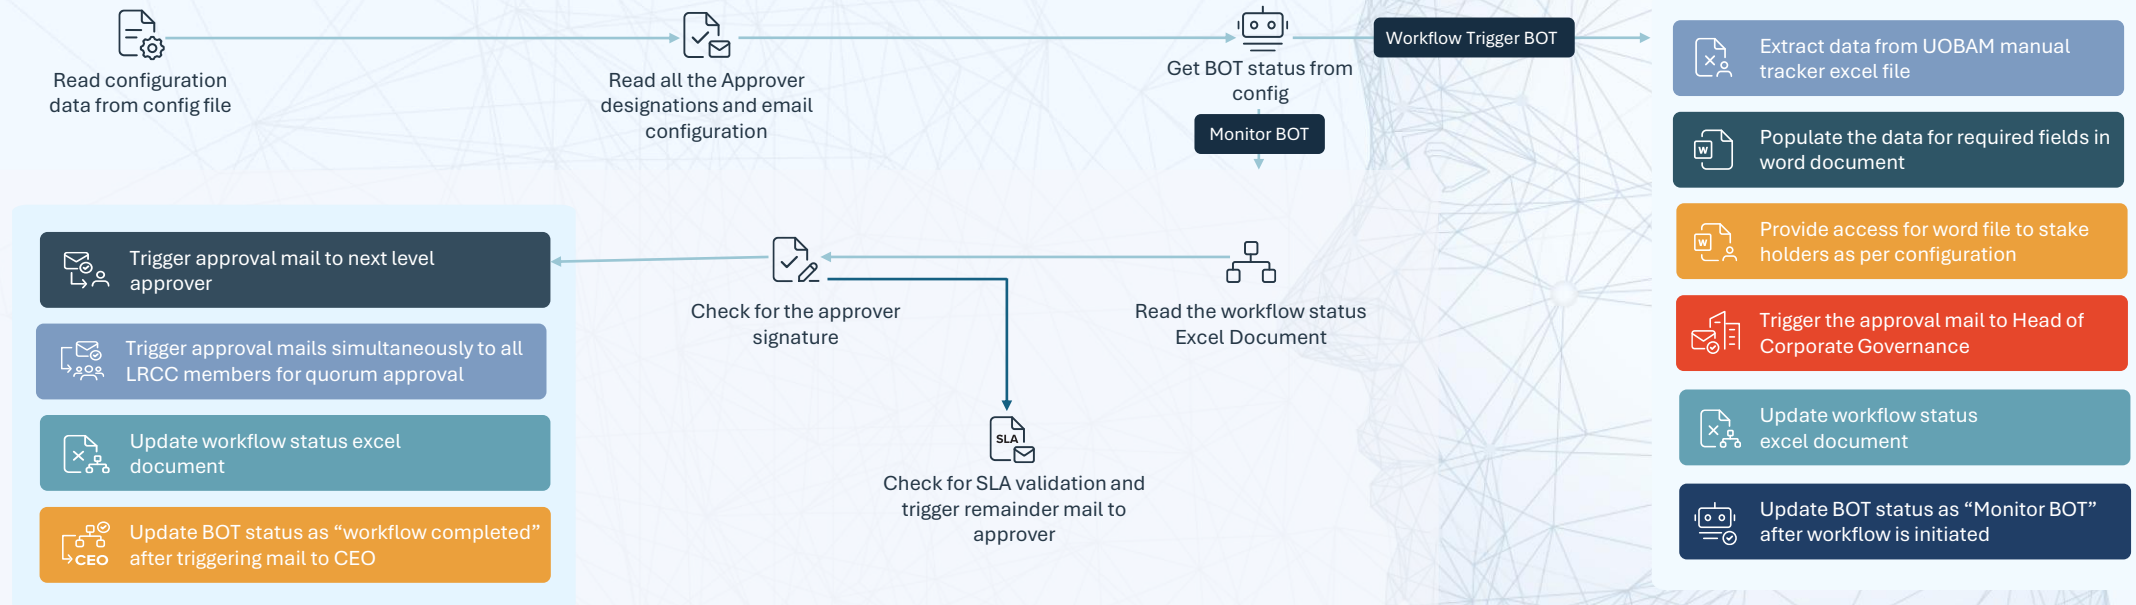 Read configuration
data from config file
Read all the Approver
designations and email
configuration
Get BOT status from
config
Workflow Trigger BOT
Monitor BOT
Extract data from UOBAM manual
tracker excel file
Populate the data for required fields in
word document
Provide access for word file to stake
holders as per configuration
Trigger the approval mail to Head of
Corporate Governance
Update workflow status
excel document
Update BOT status as “Monitor BOT”
after workflow is initiated
Read the workflow status
Excel Document
Check for the approver
signature
SLA
Check for SLA validation and
trigger remainder mail to
approver
Trigger approval mail to next level
approver
Trigger approval mails simultaneously to all
LRCC members for quorum approval
Update workflow status excel
document
Update BOT status as “workflow completed”
after triggering mail to CEO
CEO
W
W